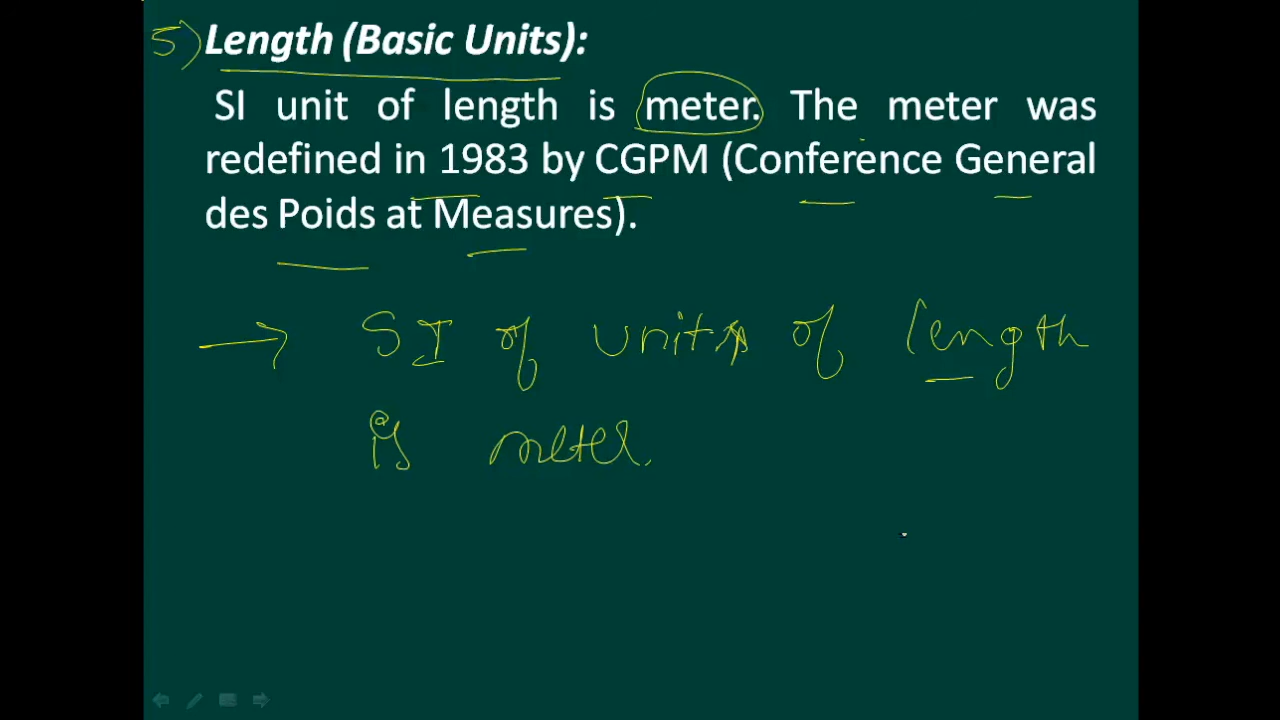 5) Length (Basic Units):
SI unit of length is meter. The meter was
redefined in 1983 by CGPM (Conference General
des Poids at Measures).
→ SI of units of length
is meter.